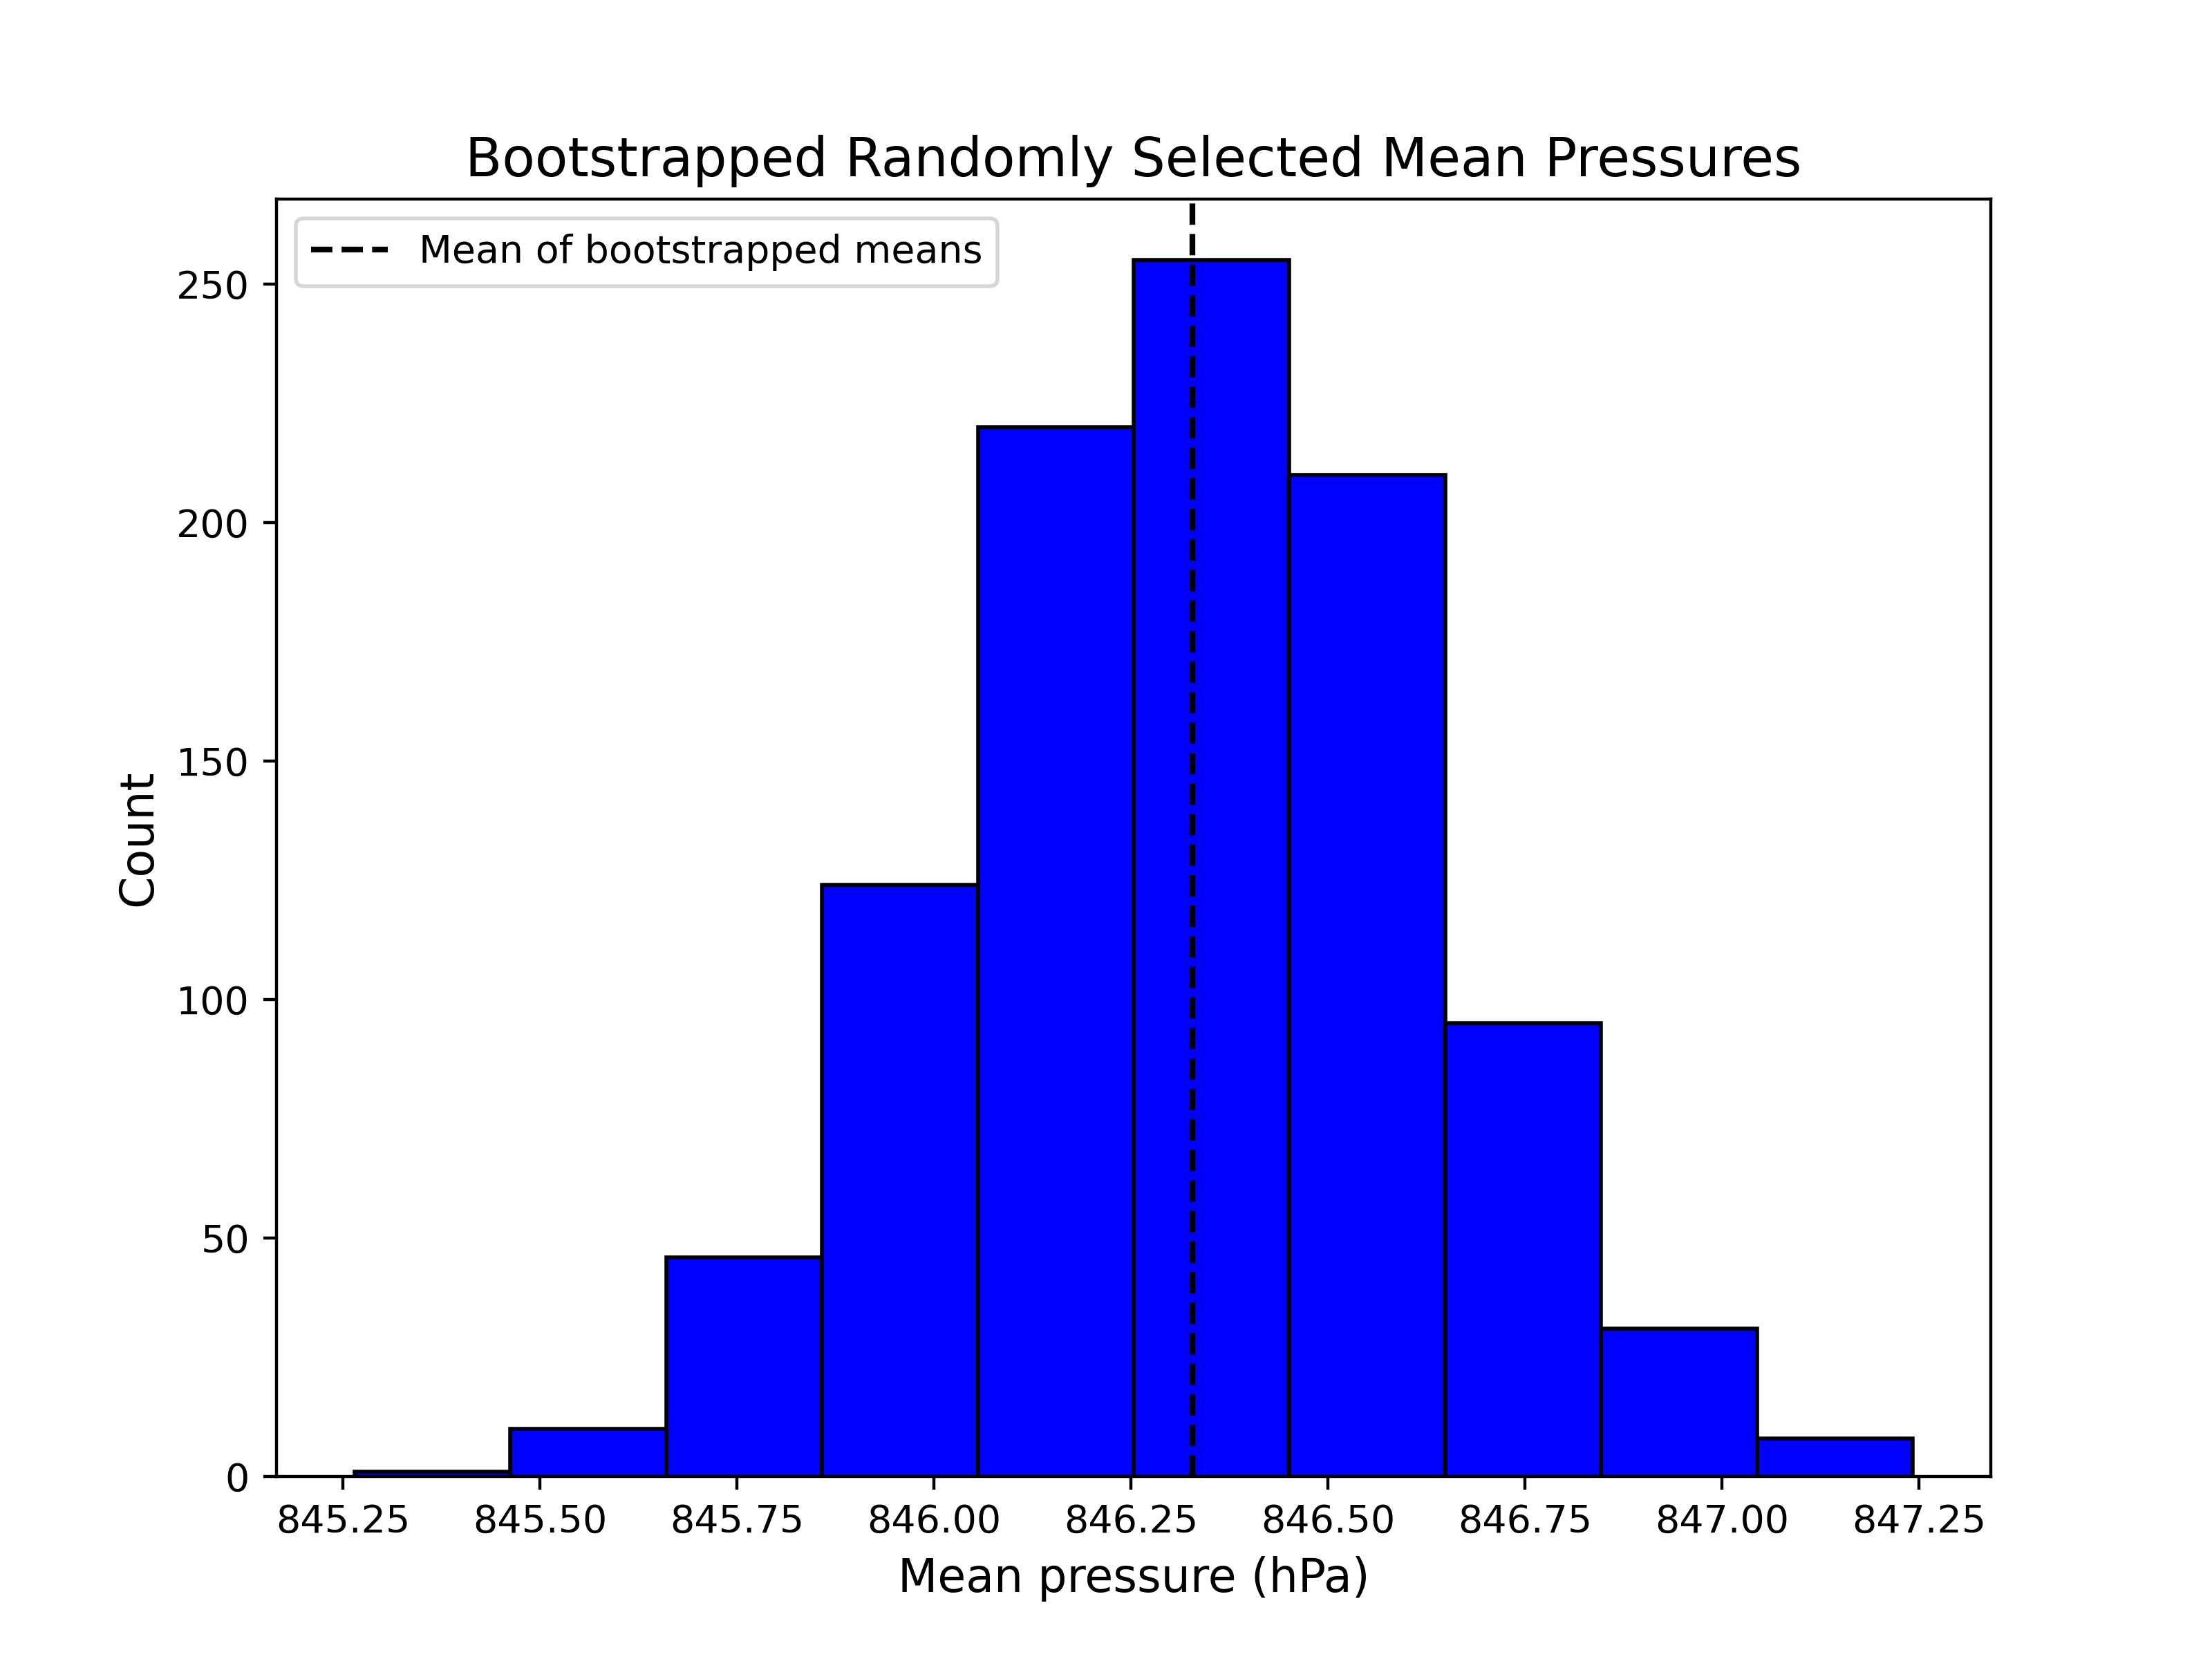 Bootstrapped Randomly Selected Mean Pressures
Mean of bootstrapped means
250
200
150
100
50
0
Count
845.25 845.50 845.75 846.00 846.25 846.50 846.75 847.00 847.25
Mean pressure (hPa)